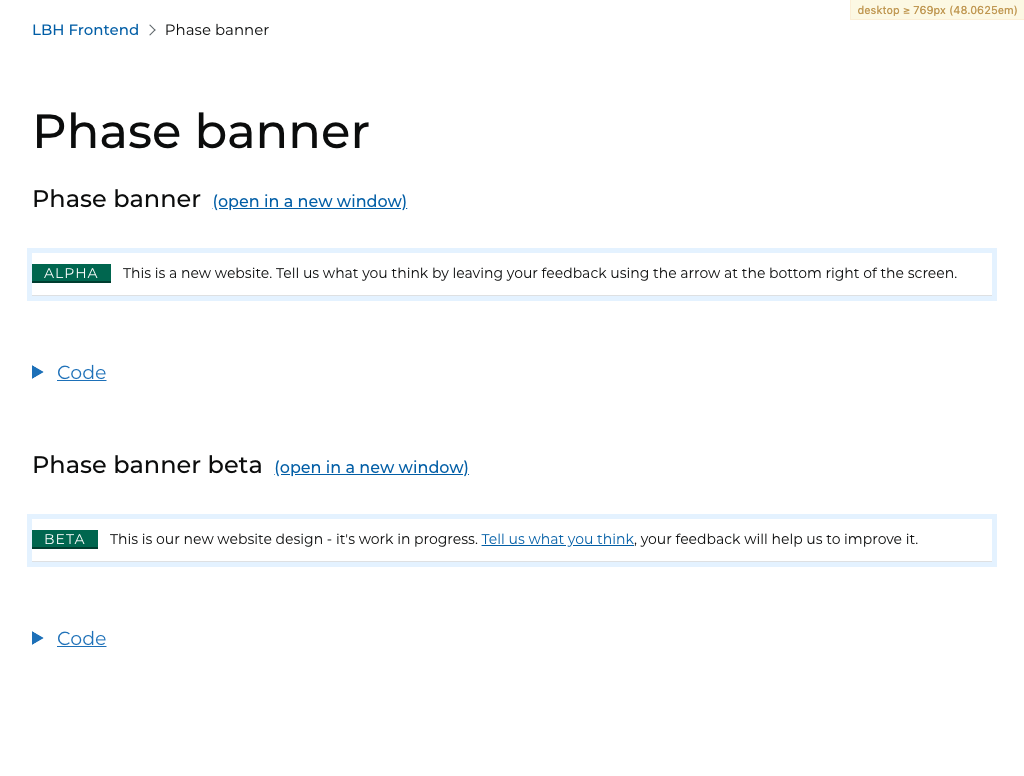 desktop ≥ 769px (48.0625em)
LBH Frontend > Phase banner
Phase banner
Phase banner (open in a new window)
ALPHA This is a new website. Tell us what you think by leaving your feedback using the arrow at the bottom right of the screen.
Code
Phase banner beta (open in a new window)
BETA This is our new website design - it's work in progress. Tell us what you think, your feedback will help us to improve it.
Code